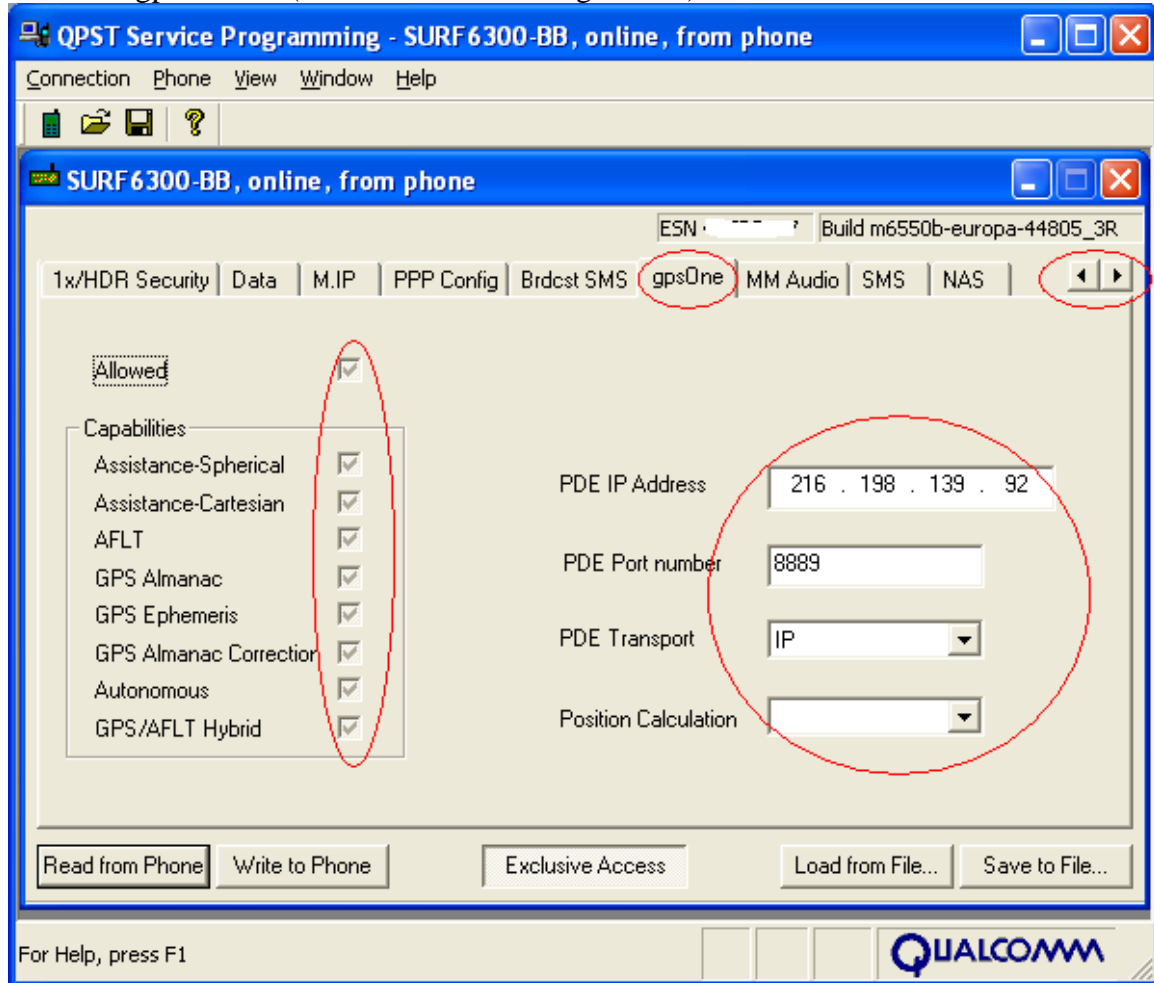 QPST Service Programming - SURF6300-BB, online, from phone
Connection Phone View Window Help
SURF6300-BB, online, from phone
ESN Build m6550b-europa-44805_3R
1x/HDR Security Data M.IP PPP Config Brdcst SMS gpsOne MM Audio SMS NAS
Allowed
Capabilities
Assistance-Spherical
Assistance-Cartesian
AFLT
GPS Almanac
GPS Ephemeris
GPS Almanac Correction
Autonomous
GPS/AFLT Hybrid
PDE IP Address 216 . 198 . 139 . 92
PDE Port number 8889
PDE Transport IP
Position Calculation
Read from Phone Write to Phone Exclusive Access Load from File... Save to File...
For Help, press F1 QUALCOMM